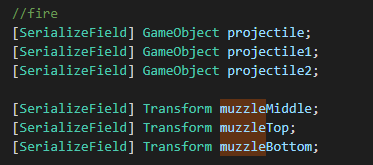 //fire
[SerializeField] GameObject projectile;
[SerializeField] GameObject projectile1;
[SerializeField] GameObject projectile2;
[SerializeField] Transform muzzleMiddle;
[SerializeField] Transform muzzleTop;
[SerializeField] Transform muzzleBottom;